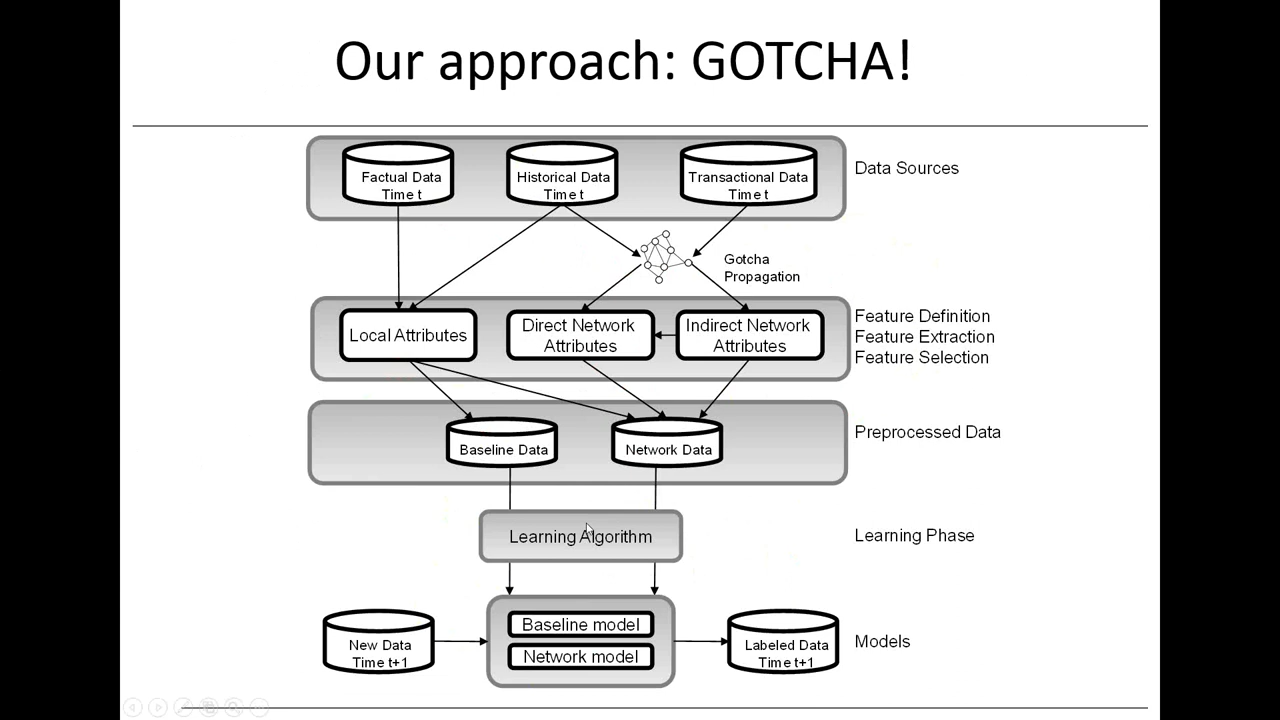 Our approach: GOTCHA!
Factual Data
Time t
Historical Data
Time t
Transactional Data
Time t
Data Sources
Gotcha
Propagation
Local Attributes
Direct Network
Attributes
Indirect Network
Attributes
Feature Definition
Feature Extraction
Feature Selection
Baseline Data
Network Data
Preprocessed Data
Learning Algorithm
Learning Phase
New Data
Time t+1
Baseline model
Network model
Labeled Data
Time t+1
Models